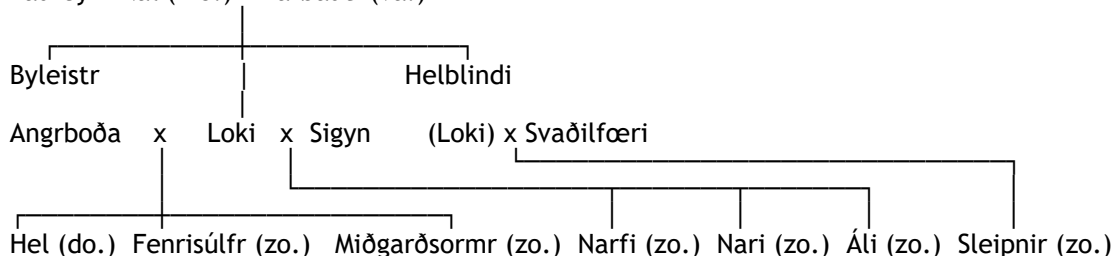 Byleistr Helblindi
Angrboða x Loki x Sigyn (Loki) x Svaðilfœri
Hel (do.) Fenrisúlfr (zo.) Miðgarðsormr (zo.) Narfi (zo.) Nari (zo.) Áli (zo.) Sleipnir (zo.)